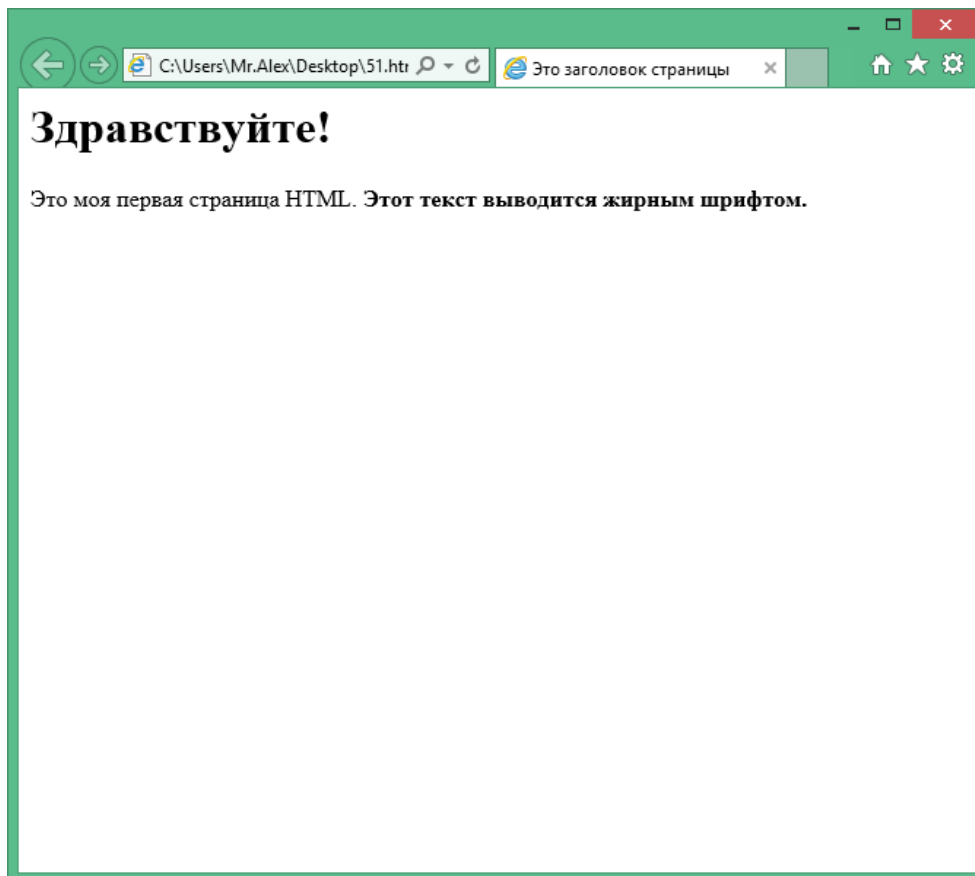 C:\Users\Mr.Alex\Desktop\51.htr
Это заголовок страницы
Здравствуйте!
Это моя первая страница HTML. Этот текст выводится жирным шрифтом.